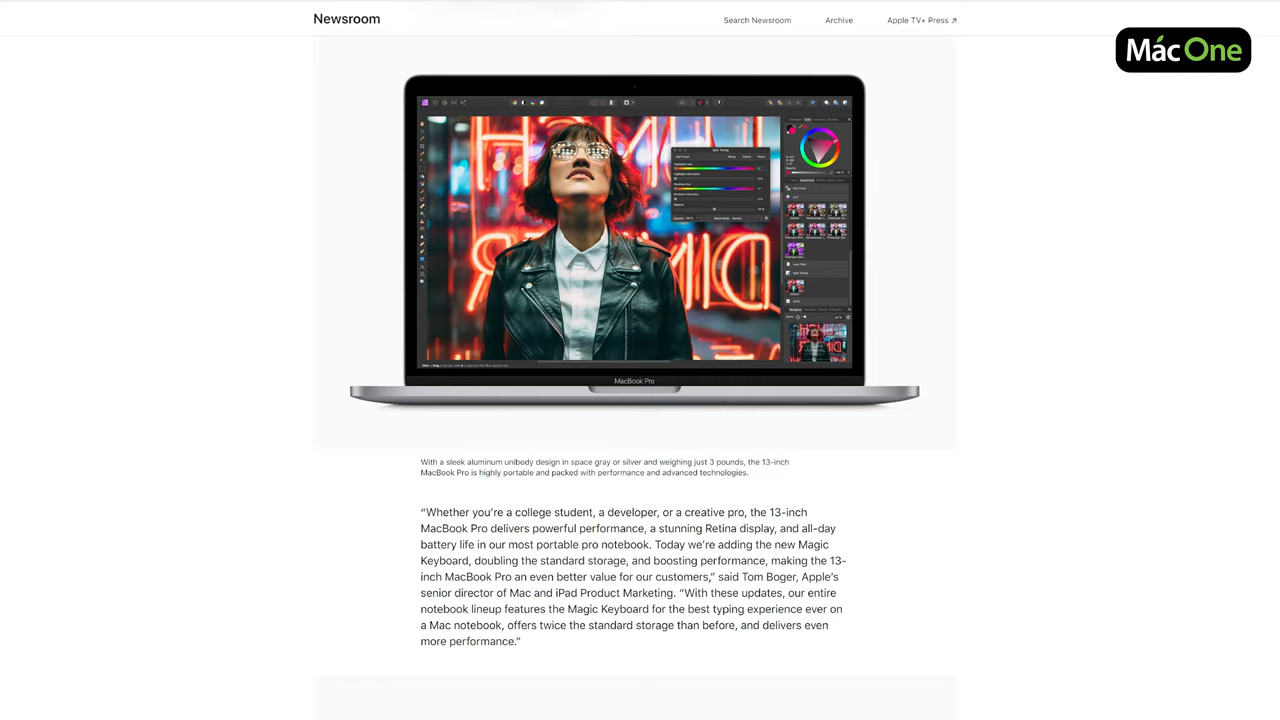 Newsroom
Search Newsroom
Archive
Apple TV+ Press ↗
Mác One
MacBook Pro
With a sleek aluminum unibody design in space gray or silver and weighing just 3 pounds, the 13-inch
MacBook Pro is highly portable and packed with performance and advanced technologies.
“Whether you’re a college student, a developer, or a creative pro, the 13-inch
MacBook Pro delivers powerful performance, a stunning Retina display, and all-day
battery life in our most portable pro notebook. Today we’re adding the new Magic
Keyboard, doubling the standard storage, and boosting performance, making the 13-
inch MacBook Pro an even better value for our customers,” said Tom Boger, Apple’s
senior director of Mac and iPad Product Marketing. “With these updates, our entire
notebook lineup features the Magic Keyboard for the best typing experience ever on
a Mac notebook, offers twice the standard storage than before, and delivers even
more performance.”